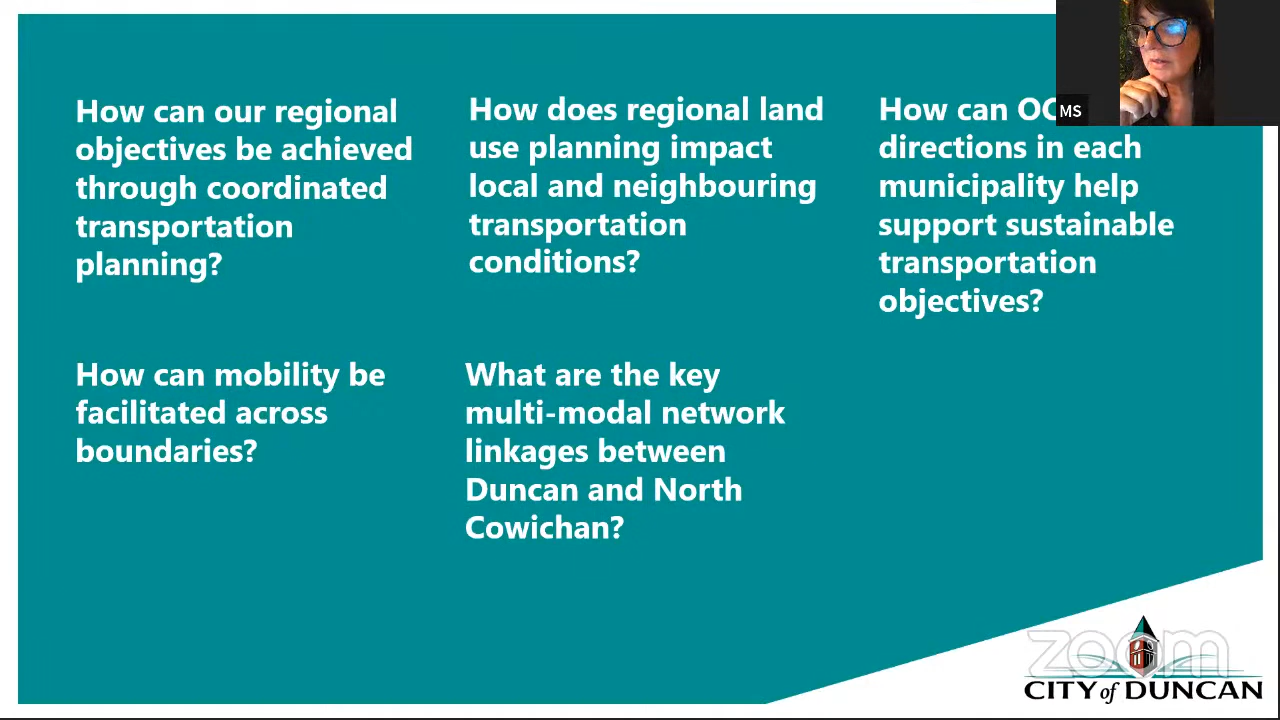 How can our regional
objectives be achieved
through coordinated
transportation
planning?
How does regional land
use planning impact
local and neighbouring
transportation
conditions?
How can
directions in each
municipality help
support sustainable
transportation
objectives?
MS
How can mobility be
facilitated across
boundaries?
What are the key
multi-modal network
linkages between
Duncan and North
Cowichan?
zoom
CITY of DUNCAN